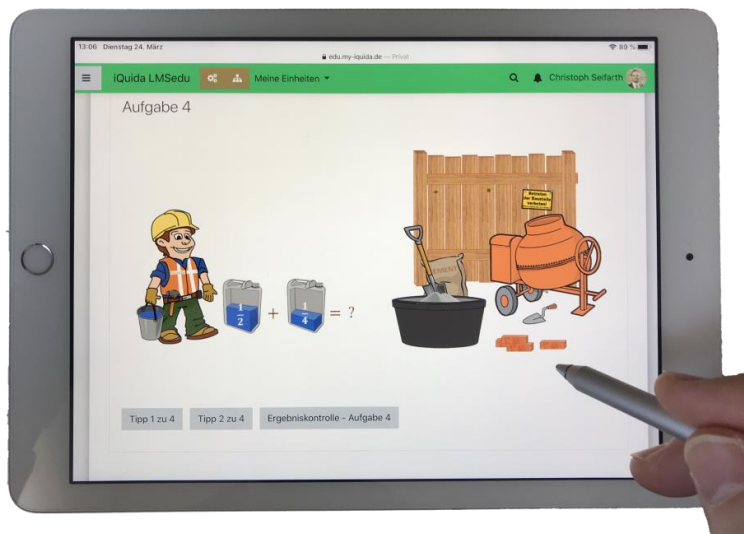 13:06 Dienstag 24. März
edu.my-iquida.de — Privat
89 %
iQuida LMSedu
Meine Einheiten
Christoph Seifarth
Aufgabe 4
Betreten
der Baustelle
verboten!
CEMENT
1/2 + 1/4 = ?
Tipp 1 zu 4
Tipp 2 zu 4
Ergebniskontrolle - Aufgabe 4